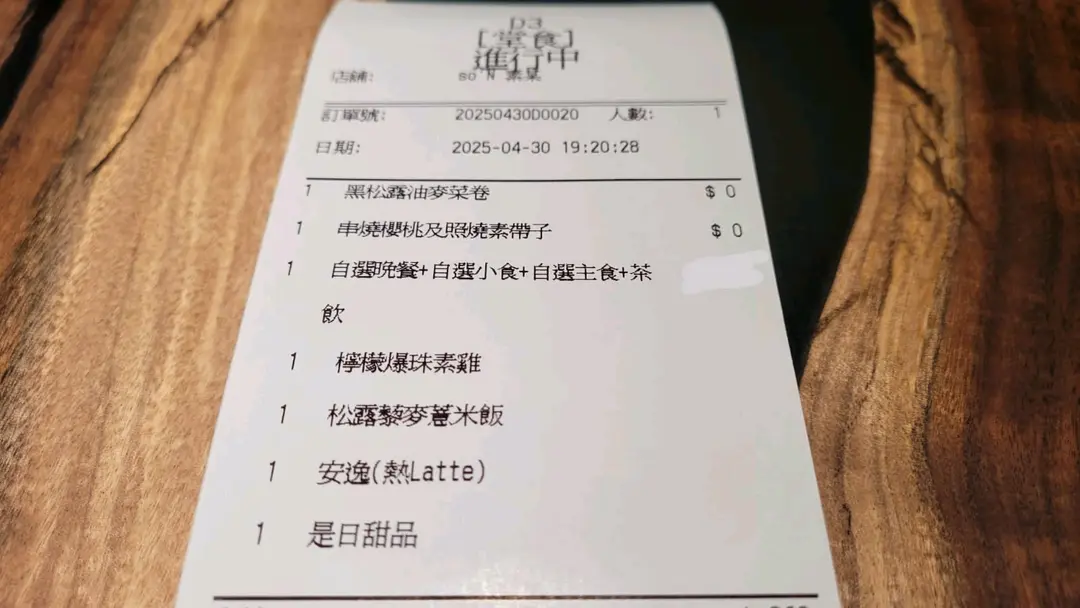 D3
[堂食]
進行中
店舖: so'N 素某
訂單號: 20250430D0020 人數: 1
日期: 2025-04-30 19:20:28
1 黑松露油麥菜卷 $ 0
1 串燒櫻桃及照燒素帶子 $ 0
1 自選晚餐+自選小食+自選主食+茶
飲
1 檸檬爆珠素雞
1 松露藜麥薏米飯
1 安逸(熱Latte)
1 是日甜品